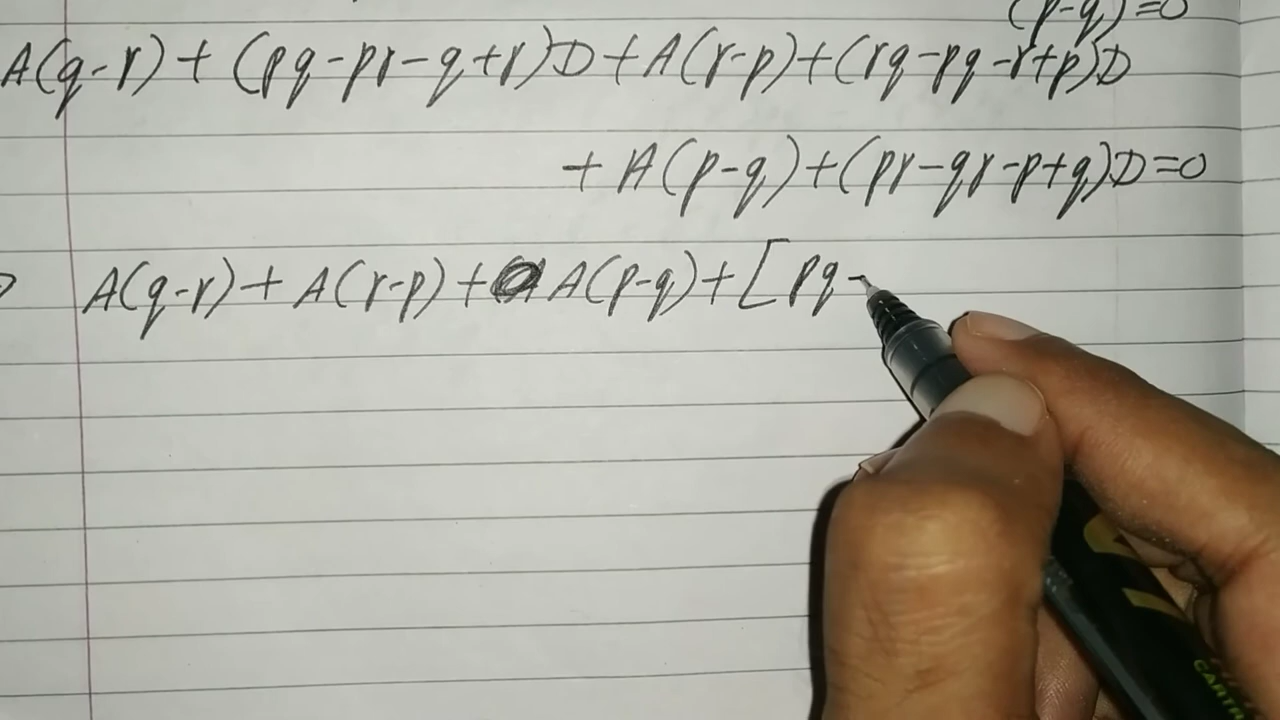 (p-q)=0
A(q-r)+(pq-pr-q+r)D+A(r-p)+(rq-pq-r+p)D
+A(p-q)+(pr-qr-p+q)D=0
A(q-r)+A(r-p)+A(p-q)+[pq-